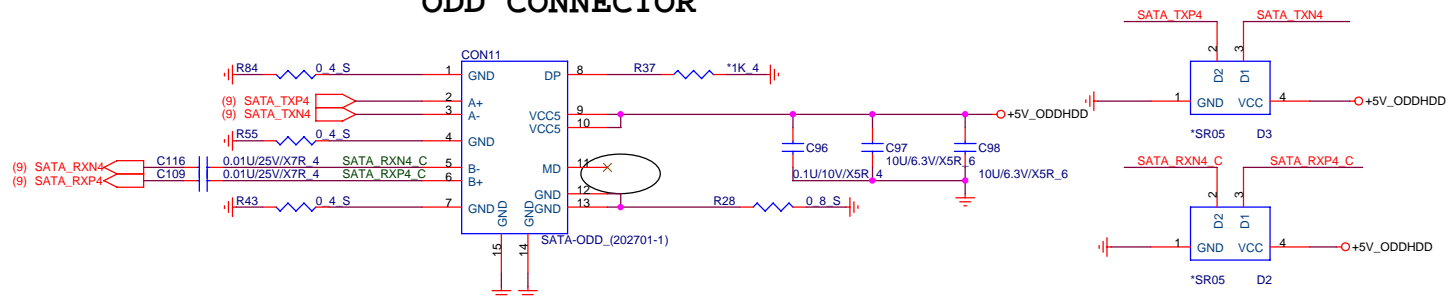 ODD CONNECTOR
CON11
R84 0_4_S 1 GND
(9) SATA_TXP4 2 A+
(9) SATA_TXN4 3 A-
R55 0_4_S 4 GND
(9) SATA_RXN4 C116 0.01U/25V/X7R_4 SATA_RXN4_C 5 B-
(9) SATA_RXP4 C109 0.01U/25V/X7R_4 SATA_RXP4_C 6 B+
R43 0_4_S 7 GND
DP 8 R37 *1K_4
VCC5 9 +5V_ODDHDD
VCC5 10
MD 11
GND 12
GND 13 R28 0_8_S
GND 15
GND 14
SATA-ODD_(202701-1)
C96
0.1U/10V/X5R_4
C97
10U/6.3V/X5R_6
C98
10U/6.3V/X5R_6
SATA_TXP4 SATA_TXN4
2 3
D2 D1
1 GND VCC 4 +5V_ODDHDD
*SR05 D3
SATA_RXN4_C SATA_RXP4_C
2 3
D2 D1
1 GND VCC 4 +5V_ODDHDD
*SR05 D2